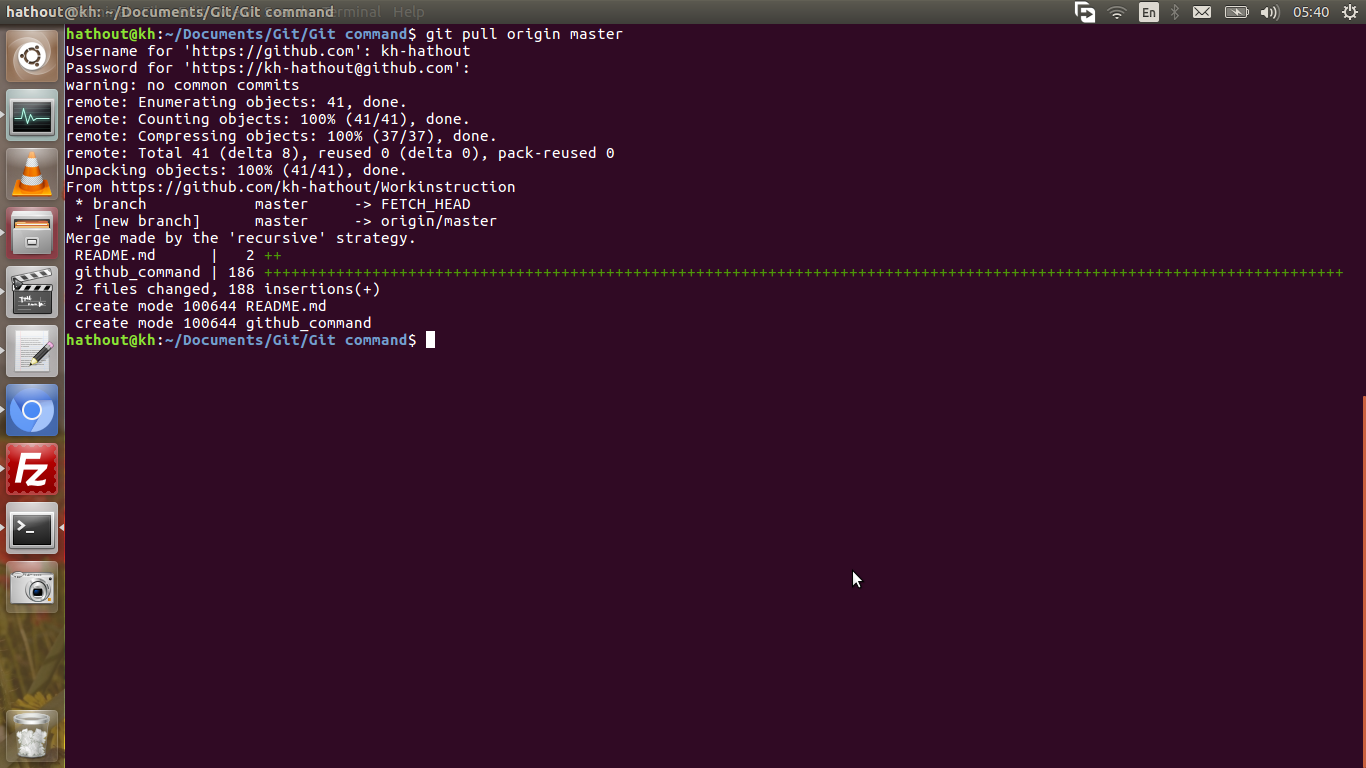 hathout@kh: ~/Documents/Git/Git command Terminal Help
En
05:40
hathout@kh:~/Documents/Git/Git command$ git pull origin master
Username for 'https://github.com': kh-hathout
Password for 'https://kh-hathout@github.com':
warning: no common commits
remote: Enumerating objects: 41, done.
remote: Counting objects: 100% (41/41), done.
remote: Compressing objects: 100% (37/37), done.
remote: Total 41 (delta 8), reused 0 (delta 0), pack-reused 0
Unpacking objects: 100% (41/41), done.
From https://github.com/kh-hathout/Workinstruction
 * branch            master     -> FETCH_HEAD
 * [new branch]      master     -> origin/master
Merge made by the 'recursive' strategy.
 README.md      |   2 ++
 github_command | 186 ++++++++++++++++++++++++++++++++++++++++++++++++++++++++++++++++++++++++++++++++++++++++++++++++++++++++++++++++++++++++
 2 files changed, 188 insertions(+)
 create mode 100644 README.md
 create mode 100644 github_command
hathout@kh:~/Documents/Git/Git command$
Fz
>_